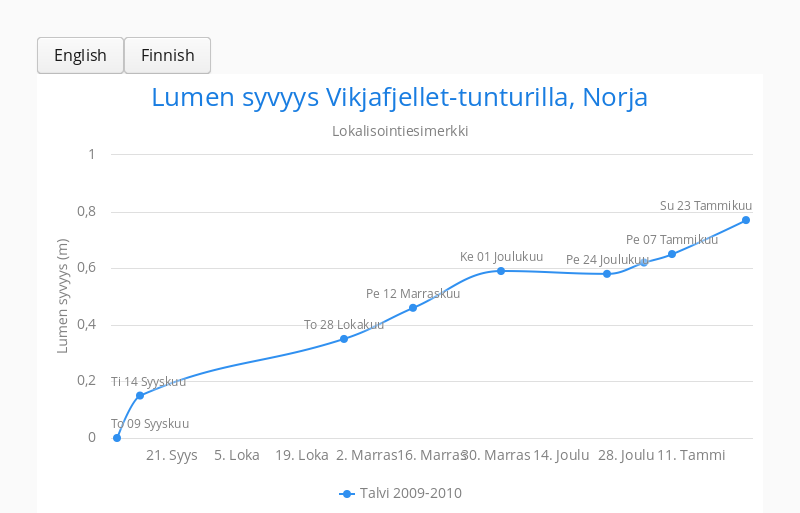 English Finnish
Lumen syvyys Vikjafjellet-tunturilla, Norja
Lokalisointiesimerkki
Lumen syvyys (m)
1
0,8
0,6
0,4
0,2
0
Su 23 Tammikuu
Pe 07 Tammikuu
Pe 24 Joulukuu
Ke 01 Joulukuu
Pe 12 Marraskuu
To 28 Lokakuu
Ti 14 Syyskuu
To 09 Syyskuu
21. Syys 5. Loka 19. Loka 2. Marras 16. Marras 30. Marras 14. Joulu 28. Joulu 11. Tammi
Talvi 2009-2010